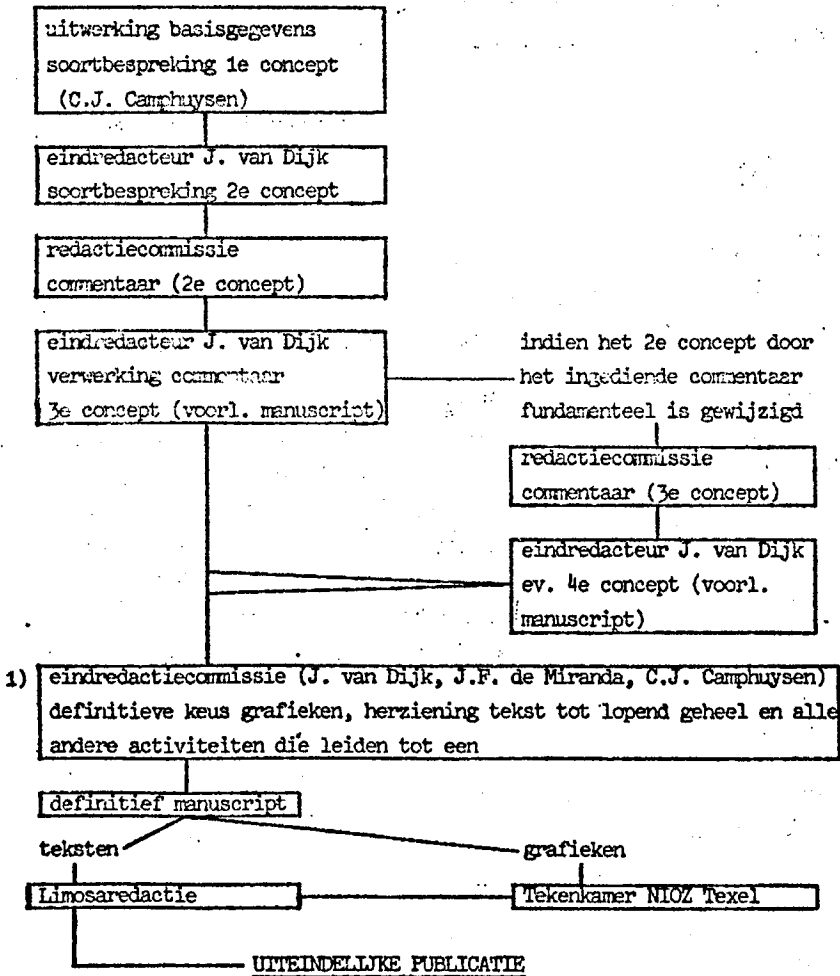 uitwerking basisgegevens
soortbespreking 1e concept
(C.J. Camphuysen)
eindredacteur J. van Dijk
soortbespreking 2e concept
redactiecommissie
commentaar (2e concept)
eindredacteur J. van Dijk
verwerking commentaar
3e concept (voorl. manuscript)
indien het 2e concept door
het ingediende commentaar
fundamenteel is gewijzigd
redactiecommissie
commentaar (3e concept)
eindredacteur J. van Dijk
ev. 4e concept (voorl.
manuscript)
1) eindredactiecommissie (J. van Dijk, J.F. de Miranda, C.J. Camphuysen)
definitieve keus grafieken, herziening tekst tot lopend geheel en alle
andere activiteiten die leiden tot een
definitief manuscript
teksten
grafieken
Limosaredactie
Tekenkamer NIOZ Texel
UITEINDELIJKE PUBLICATIE